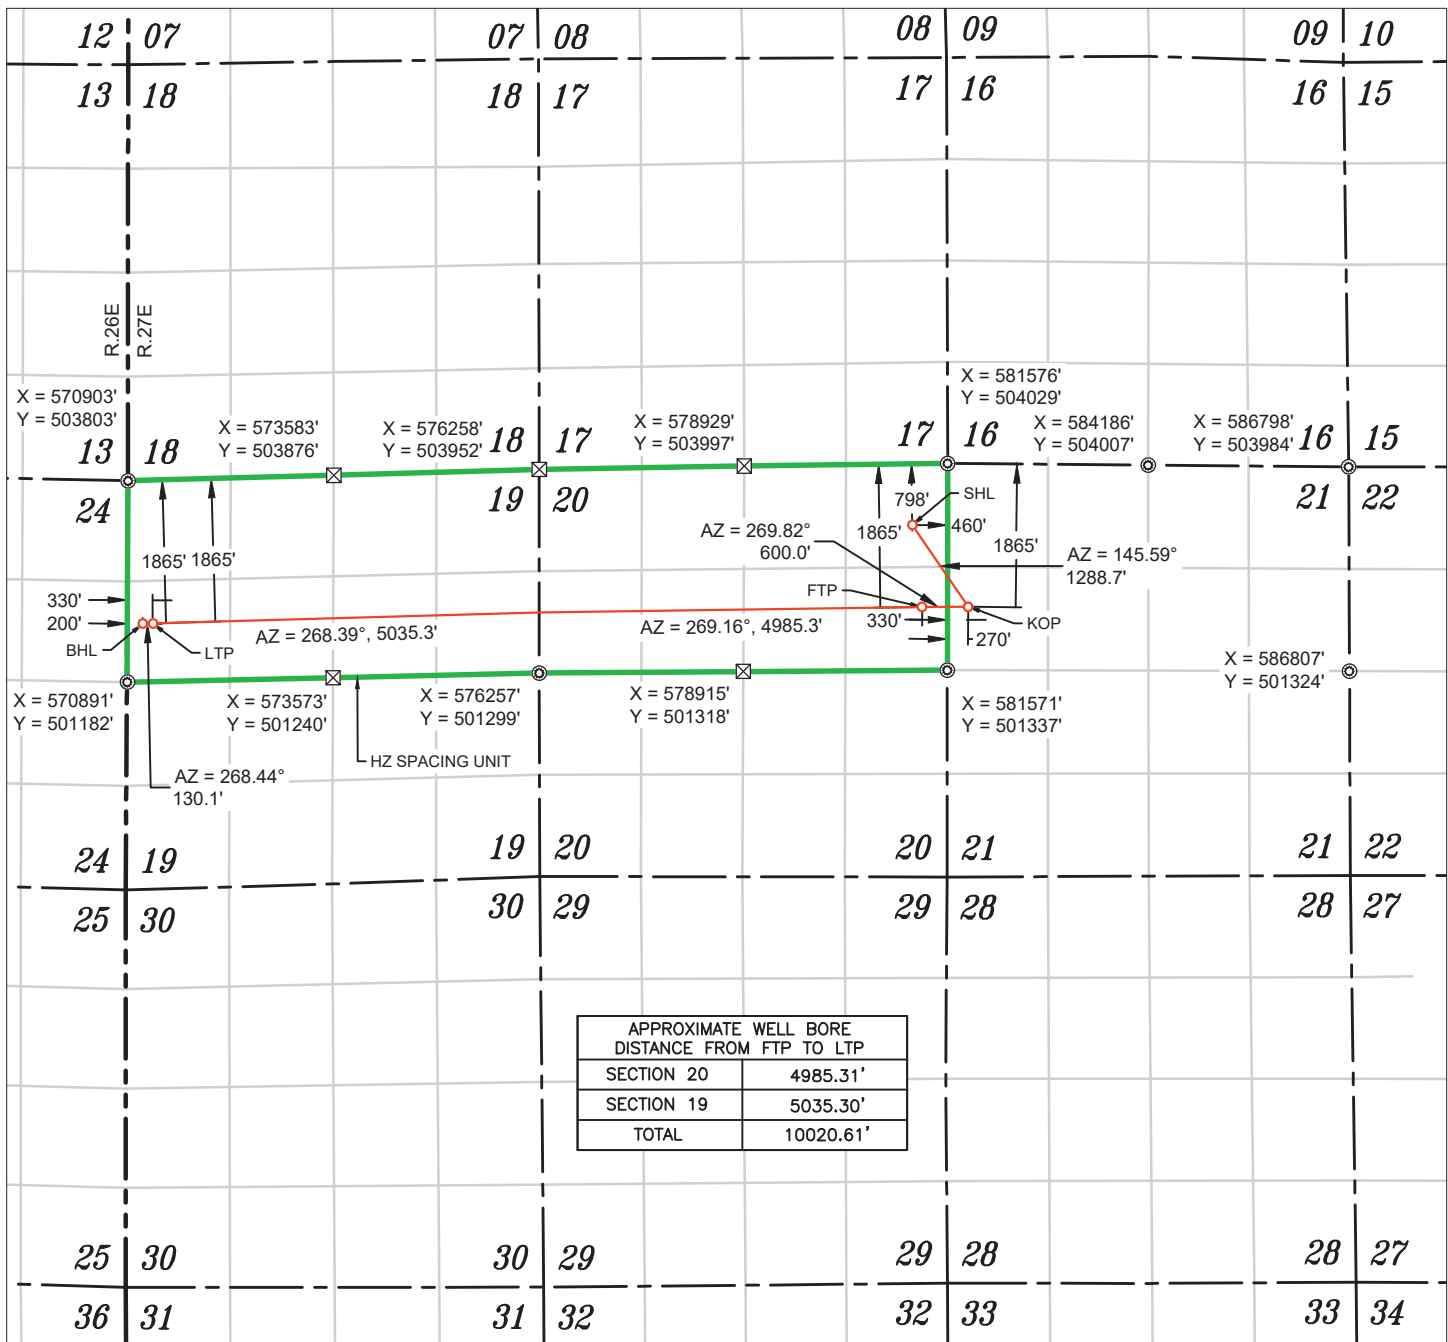 12 07
07 08
08 09
09 10
13 18
18 17
17 16
16 15
R.26E
R.27E
X = 570903'
Y = 503803'
X = 573583'
Y = 503876'
X = 576258'
Y = 503952'
X = 578929'
Y = 503997'
X = 581576'
Y = 504029'
X = 584186'
Y = 504007'
X = 586798'
Y = 503984'
13 18
18 17
17 16
16 15
24
19 20
21 22
798'
SHL
460'
1865'
1865'
1865'
1865'
AZ = 269.82°
600.0'
AZ = 145.59°
1288.7'
FTP
330'
KOP
270'
330'
200'
BHL
LTP
AZ = 268.39°, 5035.3'
AZ = 269.16°, 4985.3'
X = 570891'
Y = 501182'
X = 573573'
Y = 501240'
X = 576257'
Y = 501299'
X = 578915'
Y = 501318'
X = 581571'
Y = 501337'
X = 586807'
Y = 501324'
HZ SPACING UNIT
AZ = 268.44°
130.1'
24 19
19 20
20 21
21 22
25 30
30 29
29 28
28 27
APPROXIMATE WELL BORE
DISTANCE FROM FTP TO LTP
SECTION 20 4985.31'
SECTION 19 5035.30'
TOTAL 10020.61'
25 30
30 29
29 28
28 27
36 31
31 32
32 33
33 34